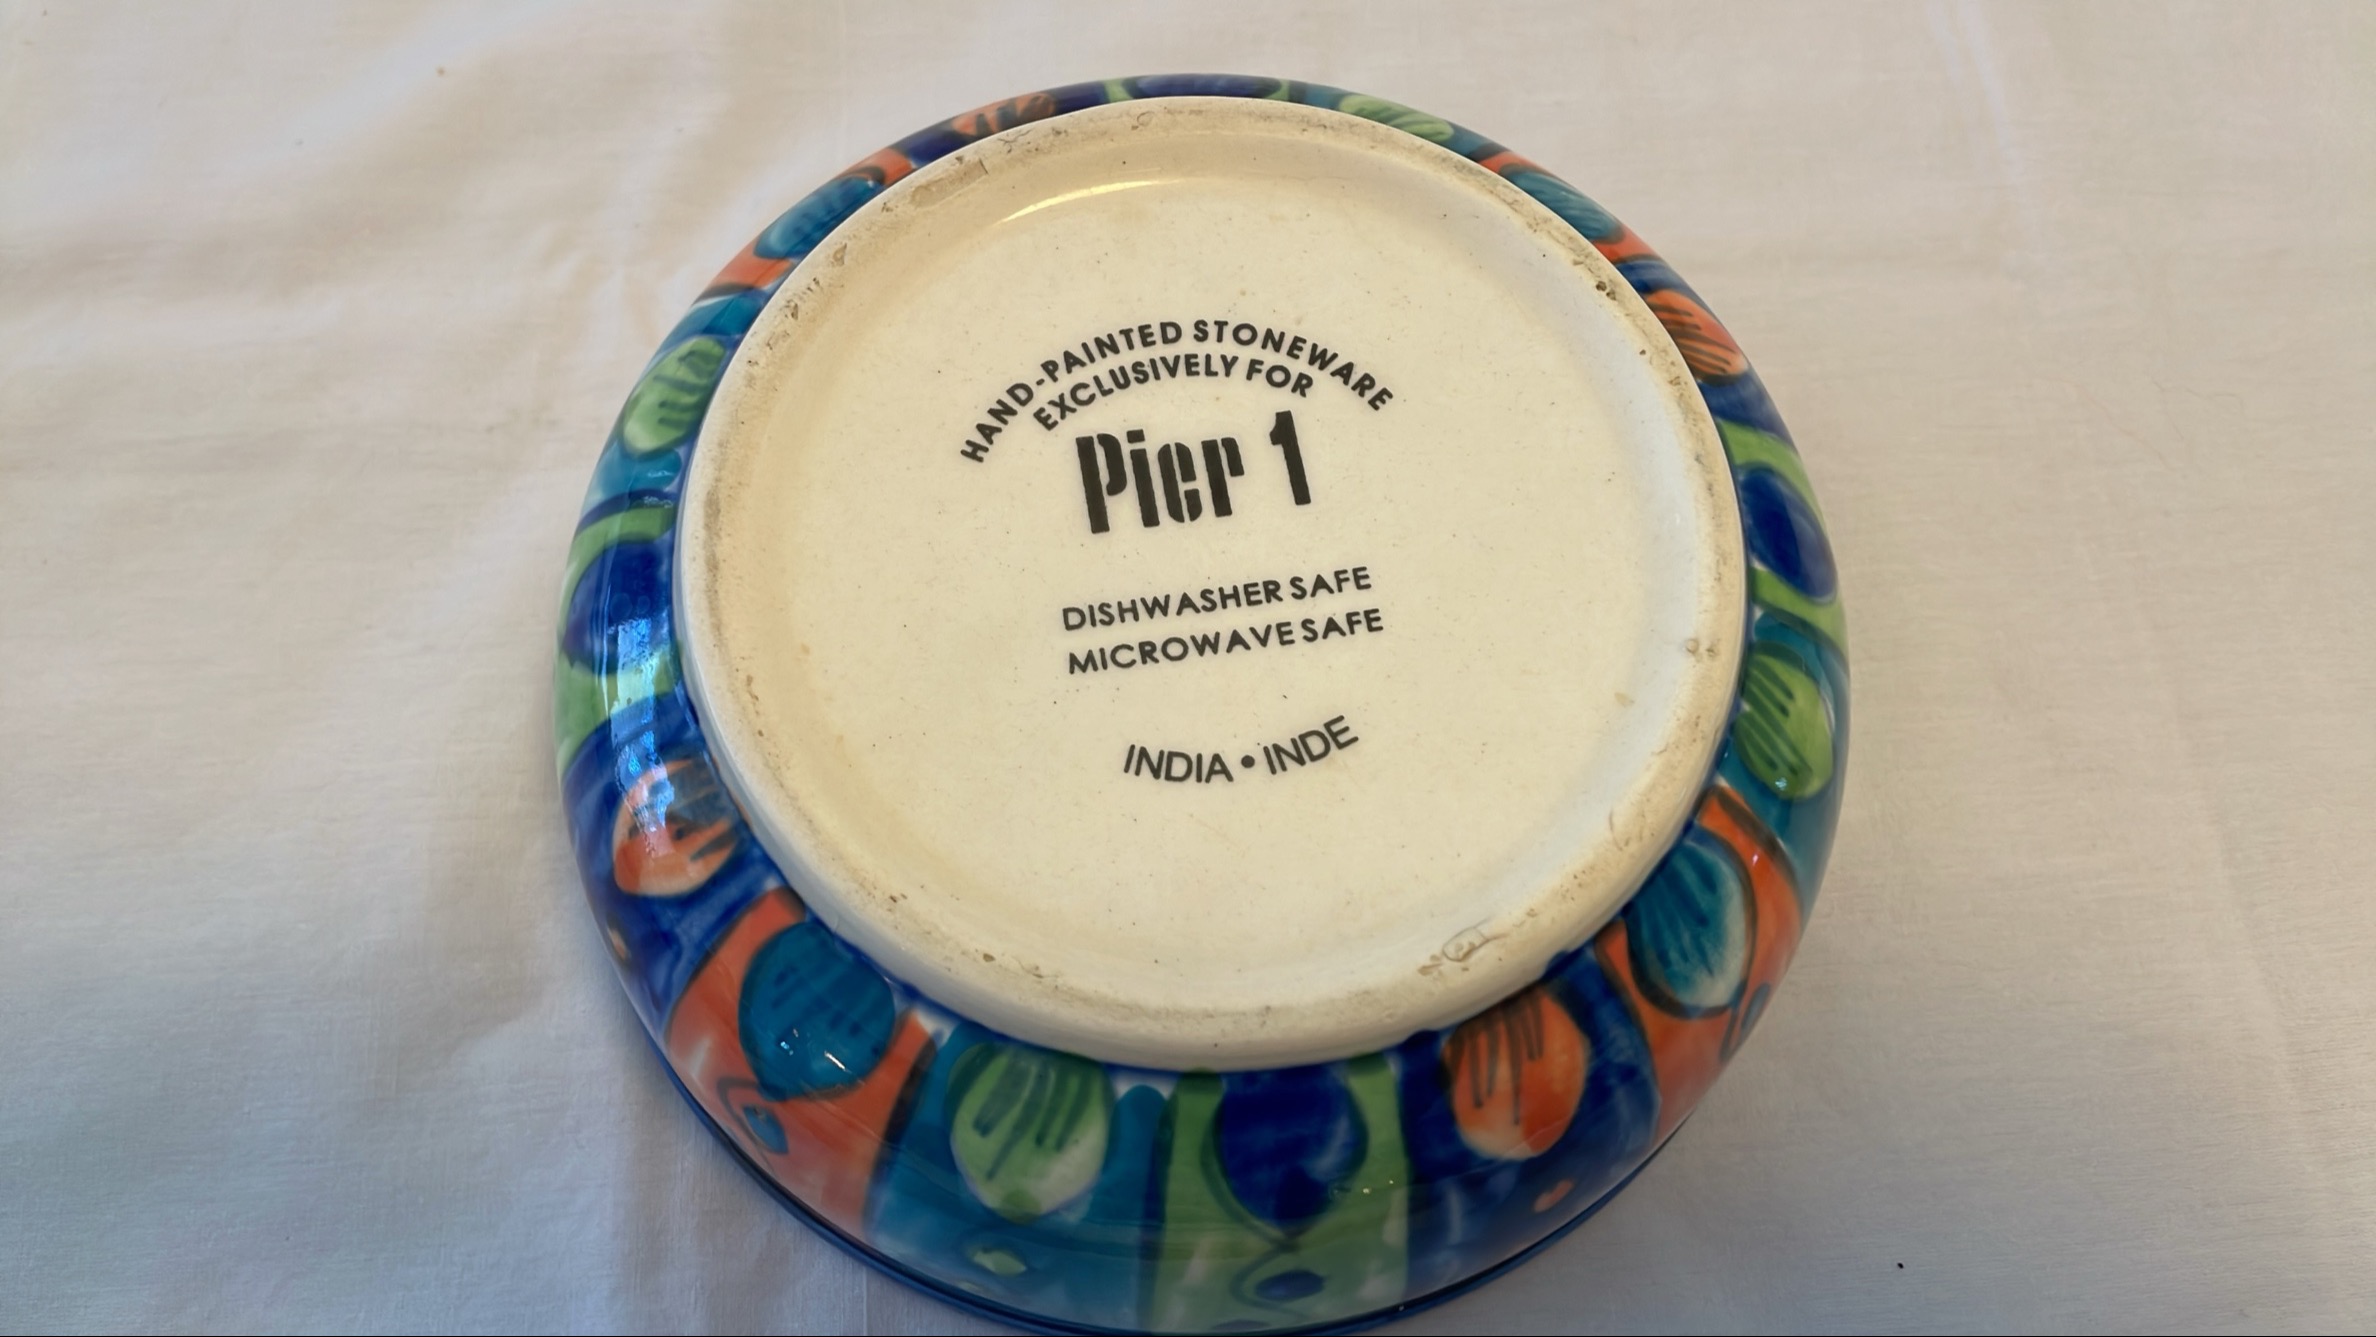 HAND-PAINTED STONEWARE
EXCLUSIVELY FOR
Pier 1
DISHWASHER SAFE
MICROWAVE SAFE
INDIA • INDE